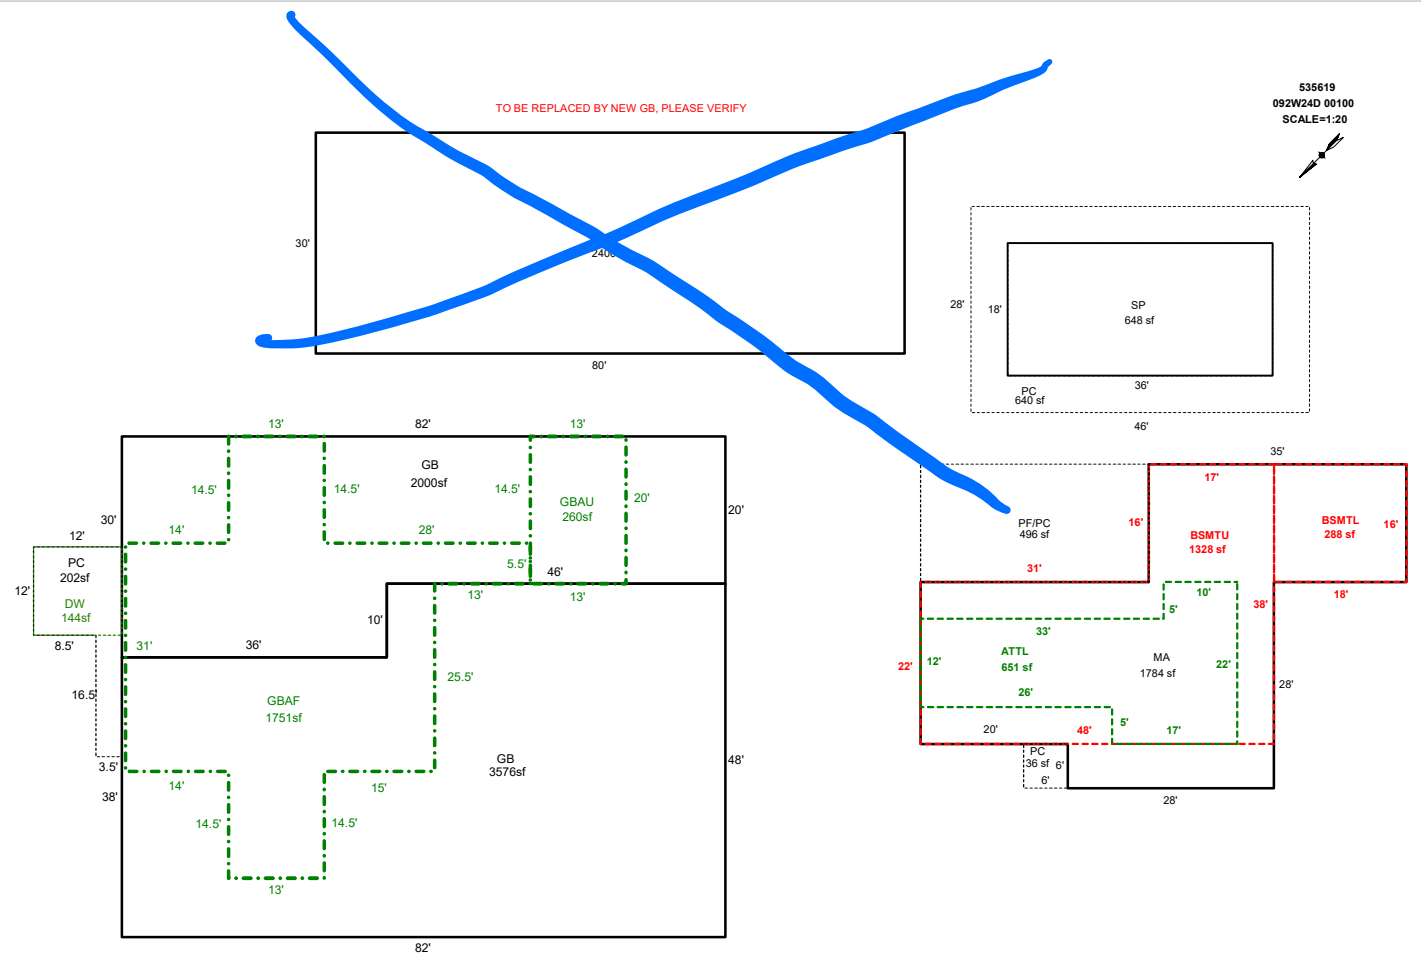 TO BE REPLACED BY NEW GB, PLEASE VERIFY
30'
80'
535619
092W24D 00100
SCALE=1:20
28'
18'
SP
648 sf
36'
PC
640 sf
46'
13'
82'
13'
GB
2000sf
14.5'
14.5'
14.5'
GBAU
260sf
20'
20'
30'
14'
28'
12'
PC
202sf
12'
DW
144sf
5.5'
46'
13'
13'
10'
8.5'
31'
36'
16.5'
25.5'
GBAF
1751sf
GB
3576sf
48'
3.5'
38'
14'
15'
14.5'
14.5'
13'
82'
35'
17'
PF/PC
496 sf
16'
BSMTU
1328 sf
BSMTL
288 sf
16'
31'
10'
18'
5'
38'
33'
22'
12'
ATTL
651 sf
MA
1784 sf
22'
28'
26'
20'
48'
5'
17'
PC
36 sf
6'
6'
28'